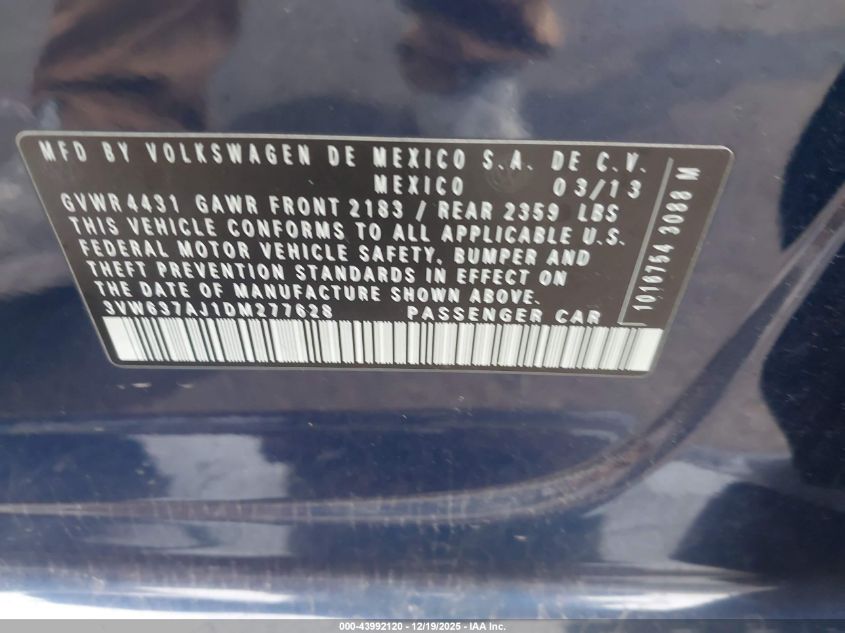 MFD BY VOLKSWAGEN DE MEXICO S.A. DE C.V.
MEXICO 03/13
GVWR 4431 GAWR FRONT 2183 / REAR 2359 LBS
THIS VEHICLE CONFORMS TO ALL APPLICABLE U.S.
FEDERAL MOTOR VEHICLE SAFETY, BUMPER AND
THEFT PREVENTION STANDARDS IN EFFECT ON
THE DATE OF MANUFACTURE SHOWN ABOVE.
3VW637AJ1DM277628 PASSENGER CAR
1016754 3088 M
000-43992120 - 12/19/2025 - IAA Inc.